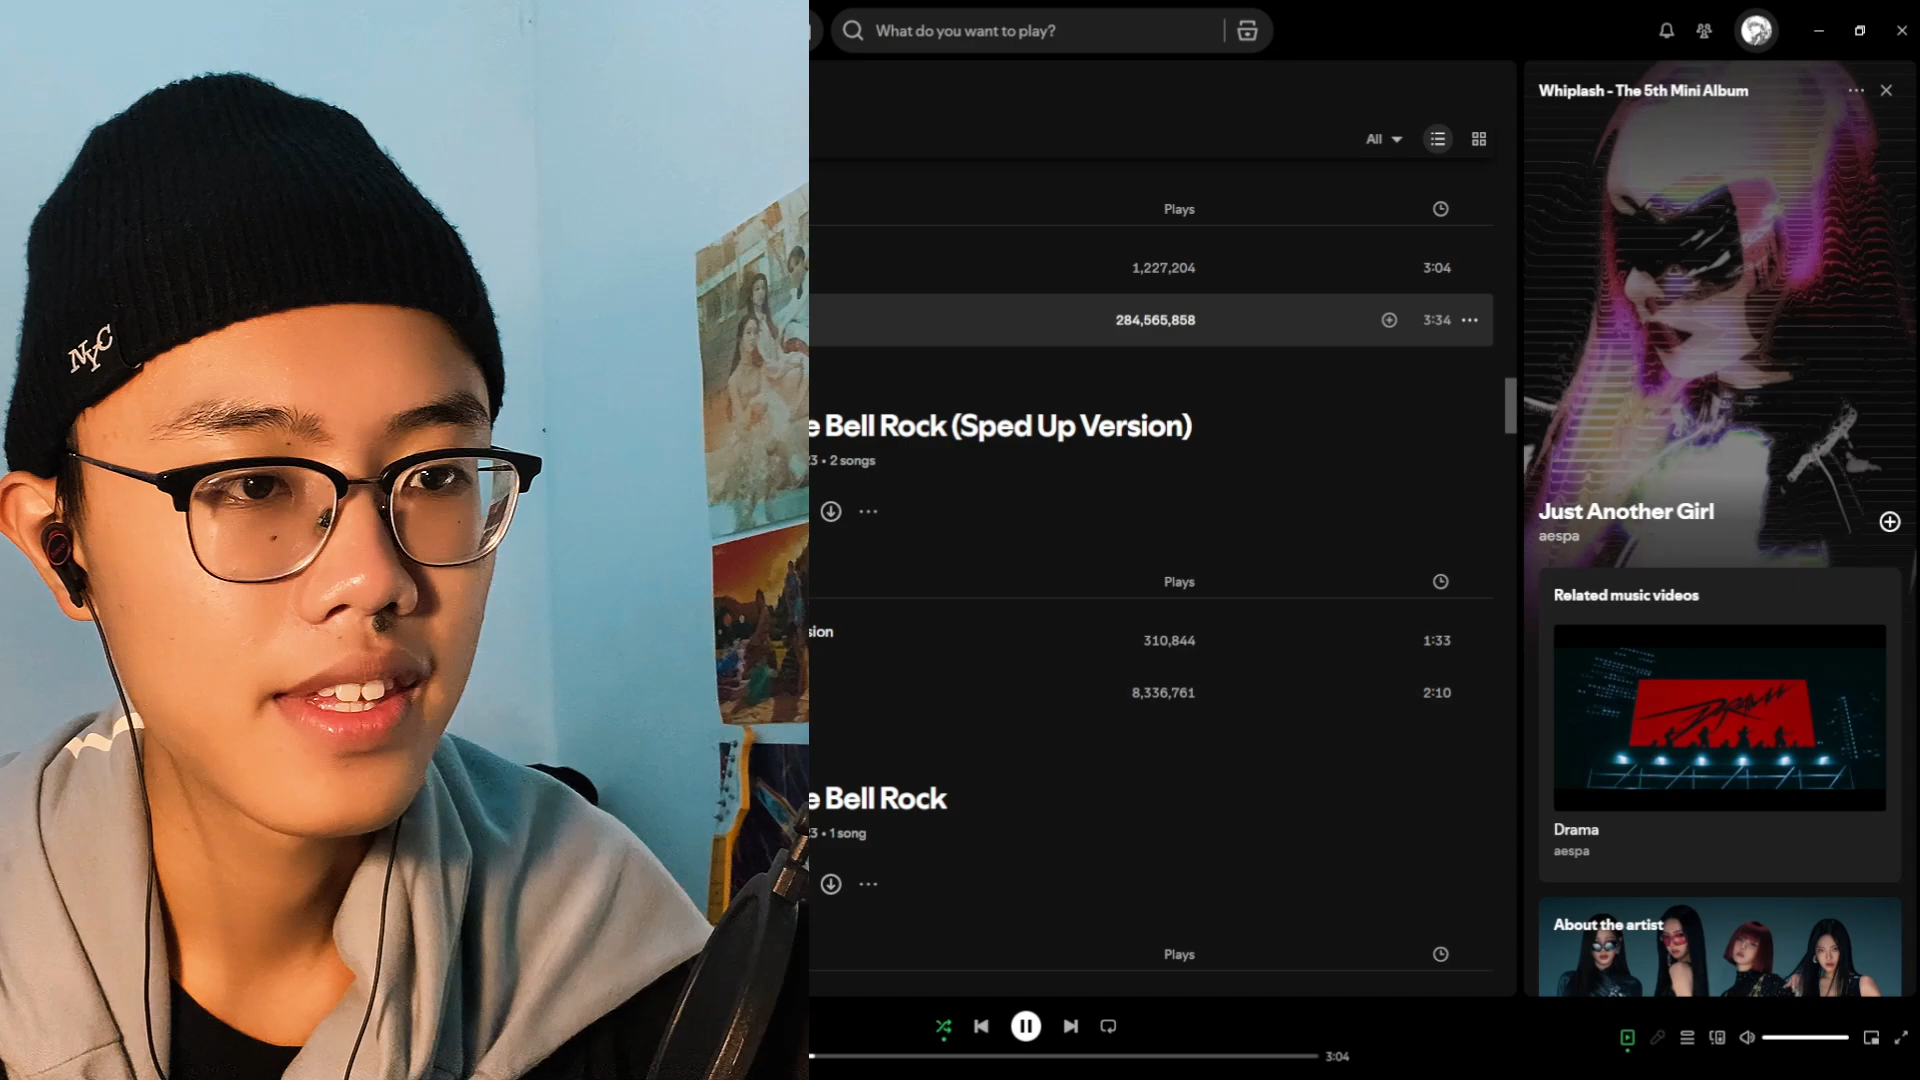 What do you want to play?
Whiplash - The 5th Mini Album
All
Plays
1,227,204
3:04
284,565,858
3:34
e Bell Rock (Sped Up Version)
3 • 2 songs
Plays
sion
310,844
1:33
8,336,761
2:10
e Bell Rock
3 • 1 song
Plays
3:04
Just Another Girl
aespa
Related music videos
DRAMA
Drama
aespa
About the artist
NYC